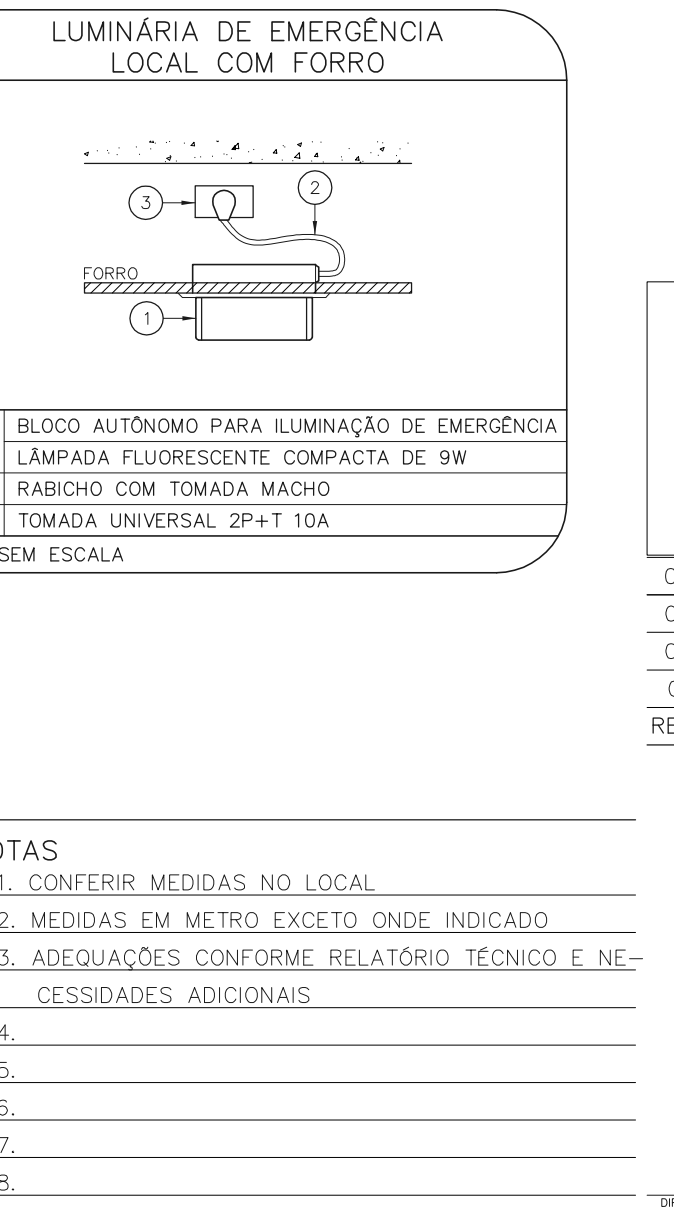 LUMINÁRIA DE EMERGÊNCIA
LOCAL COM FORRO
3
2
FORRO
1
BLOCO AUTÔNOMO PARA ILUMINAÇÃO DE EMERGÊNCIA
LÂMPADA FLUORESCENTE COMPACTA DE 9W
RABICHO COM TOMADA MACHO
TOMADA UNIVERSAL 2P+T 10A
SEM ESCALA
OTAS
1. CONFERIR MEDIDAS NO LOCAL
2. MEDIDAS EM METRO EXCETO ONDE INDICADO
3. ADEQUAÇÕES CONFORME RELATÓRIO TÉCNICO E NE-
CESSIDADES ADICIONAIS
4.
5.
6.
7.
8.
RE